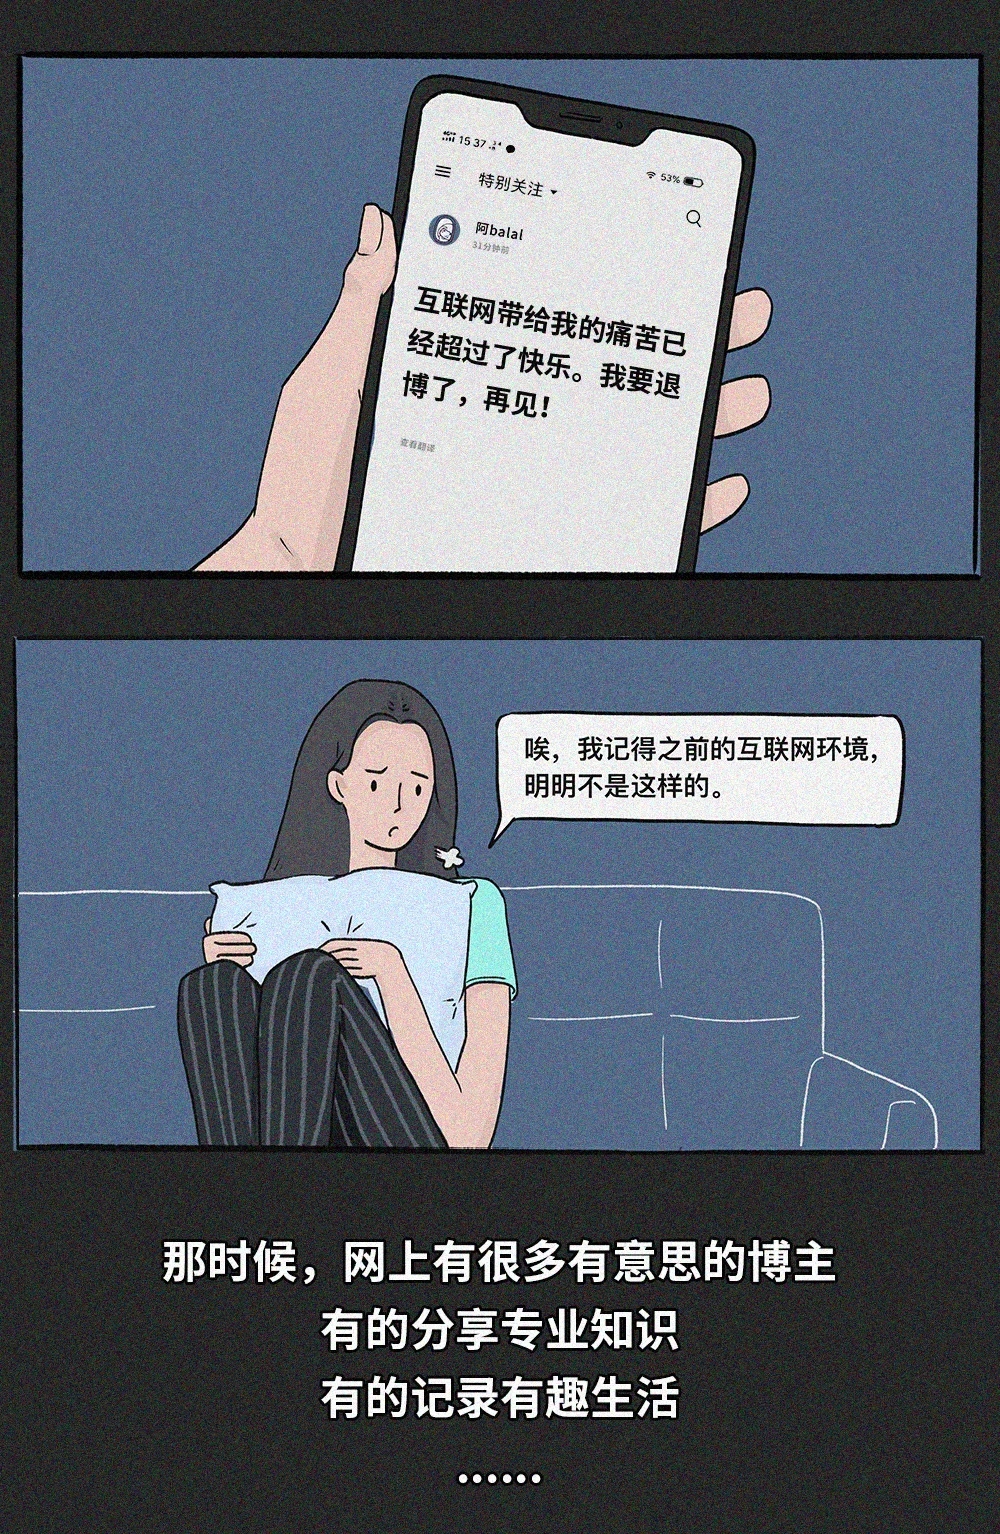 15 37
53%
特别关注
阿balal
31分钟前
互联网带给我的痛苦已
经超过了快乐。我要退
博了，再见！
查看翻译
唉，我记得之前的互联网环境，
明明不是这样的。
那时候，网上有很多有意思的博主
有的分享专业知识
有的记录有趣生活
······